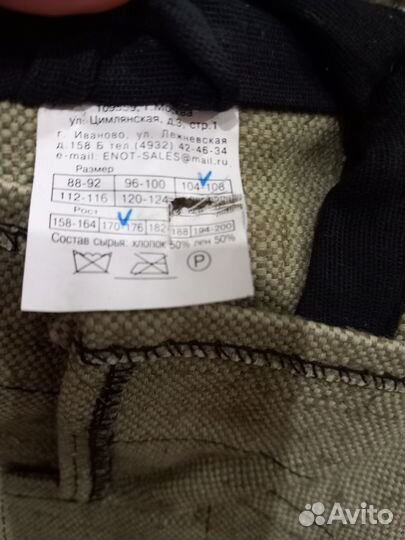 г. Москва
ул. Цимлянская, д.3, стр.1
г. Иваново, ул. Лежневская
д.158 Б тел.(4932) 42-46-34
e-mail: ENOT-SALES@mail.ru
Размер
88-92 96-100 104-108
112-116 120-124
Рост
158-164 170-176 182-188 194-200
Состав сырья: хлопок 50% лен 50%
P
Avito